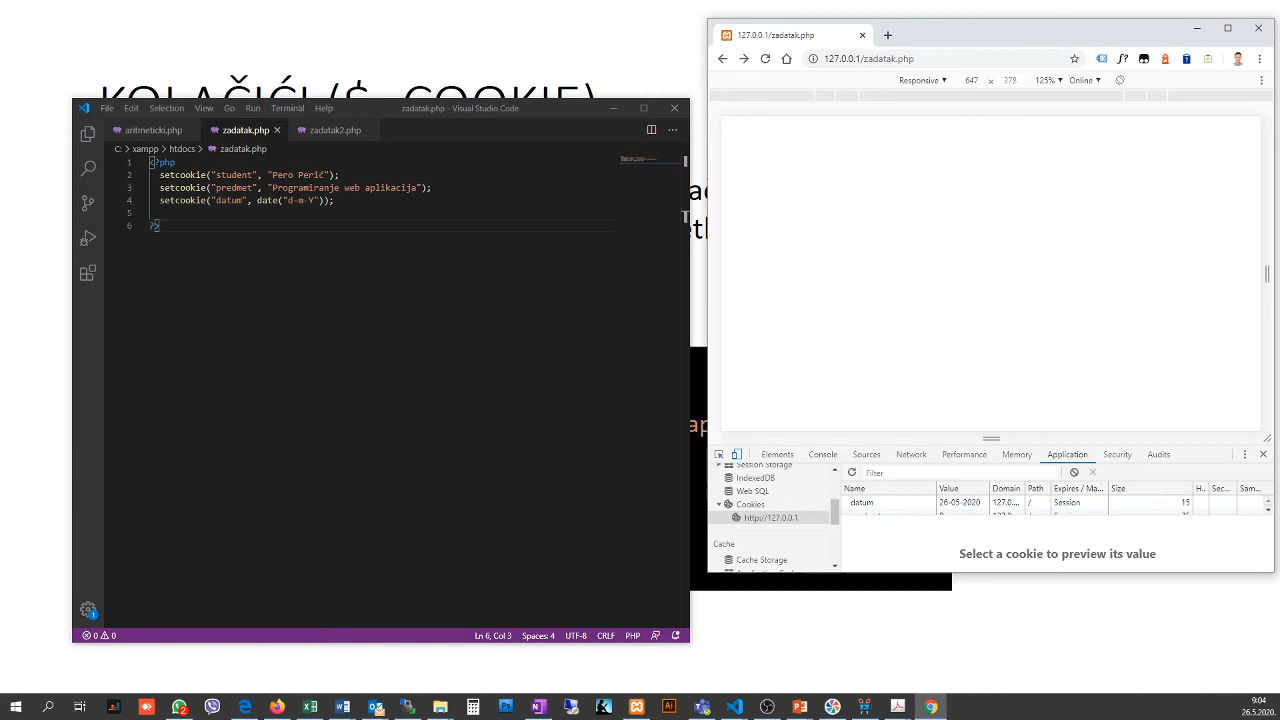 KOLAČIĆI ($_COOKIE)
File Edit Selection View Go Run Terminal Help
zadatak.php - Visual Studio Code
aritmeticki.php zadatak.php zadatak2.php
C: > xampp > htdocs > zadatak.php
1 <?php
2 setcookie("student", "Pero Perić");
3 setcookie("predmet", "Programiranje web aplikacija");
4 setcookie("datum", date("d-m-Y"));
5
6 ?>
0 0
Ln 6, Col 3 Spaces: 4 UTF-8 CRLF PHP
127.0.0.1/zadatak.php
127.0.0.1/zadatak.php
Responsive 647 x 378 125% Online
Elements Console Sources Network Performance Memory Application Security Audits
Session Storage
IndexedDB
Web SQL
Cookies
http://127.0.0.1
Cache
Cache Storage
Filter
Name Value Domain Path Expires / Ma... Size H.. Sec... Sam...
datum 26-05-2020 127.0.... / Session 15
Select a cookie to preview its value
9:04
26.5.2020.